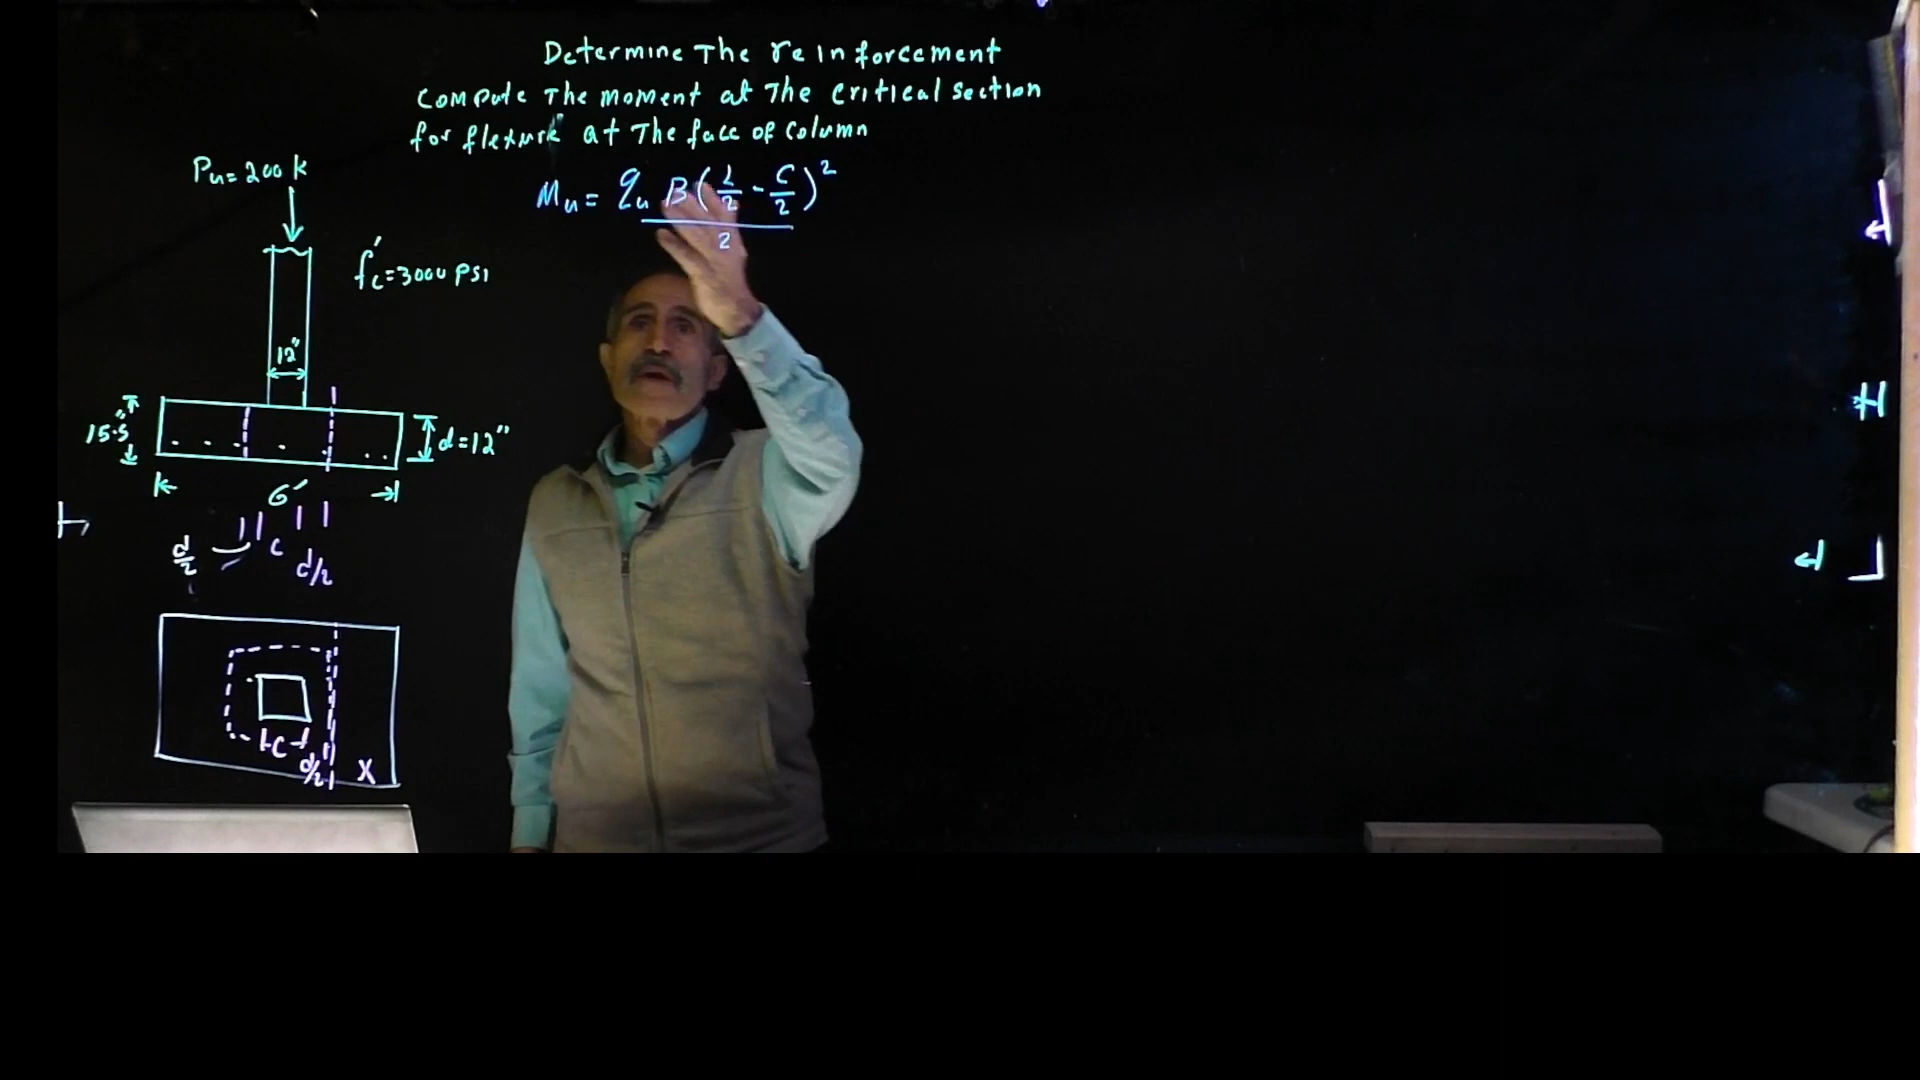 Determine The reinforcement
Compute The moment at The critical section
for flexure at The face of Column
Pu=200 k
Mu = qu B(L/2 - C/2)²
2
f'c=3000 psi
12"
15.5"
d=12"
6'
d/2
C
d/2
C
d/2
X